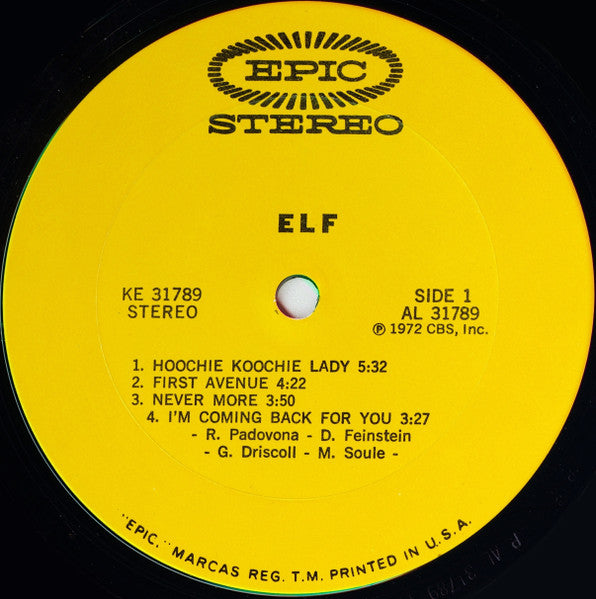 EPIC
STEREO
ELF
KE 31789
STEREO
SIDE 1
AL 31789
Ⓟ 1972 CBS, Inc.
1. HOOCHIE KOOCHIE LADY 5:32
2. FIRST AVENUE 4:22
3. NEVER MORE 3:50
4. I'M COMING BACK FOR YOU 3:27
- R. Padovona - D. Feinstein
- G. Driscoll - M. Soule -
"EPIC," MARCAS REG. T.M. PRINTED IN U.S.A.
P AL 31789